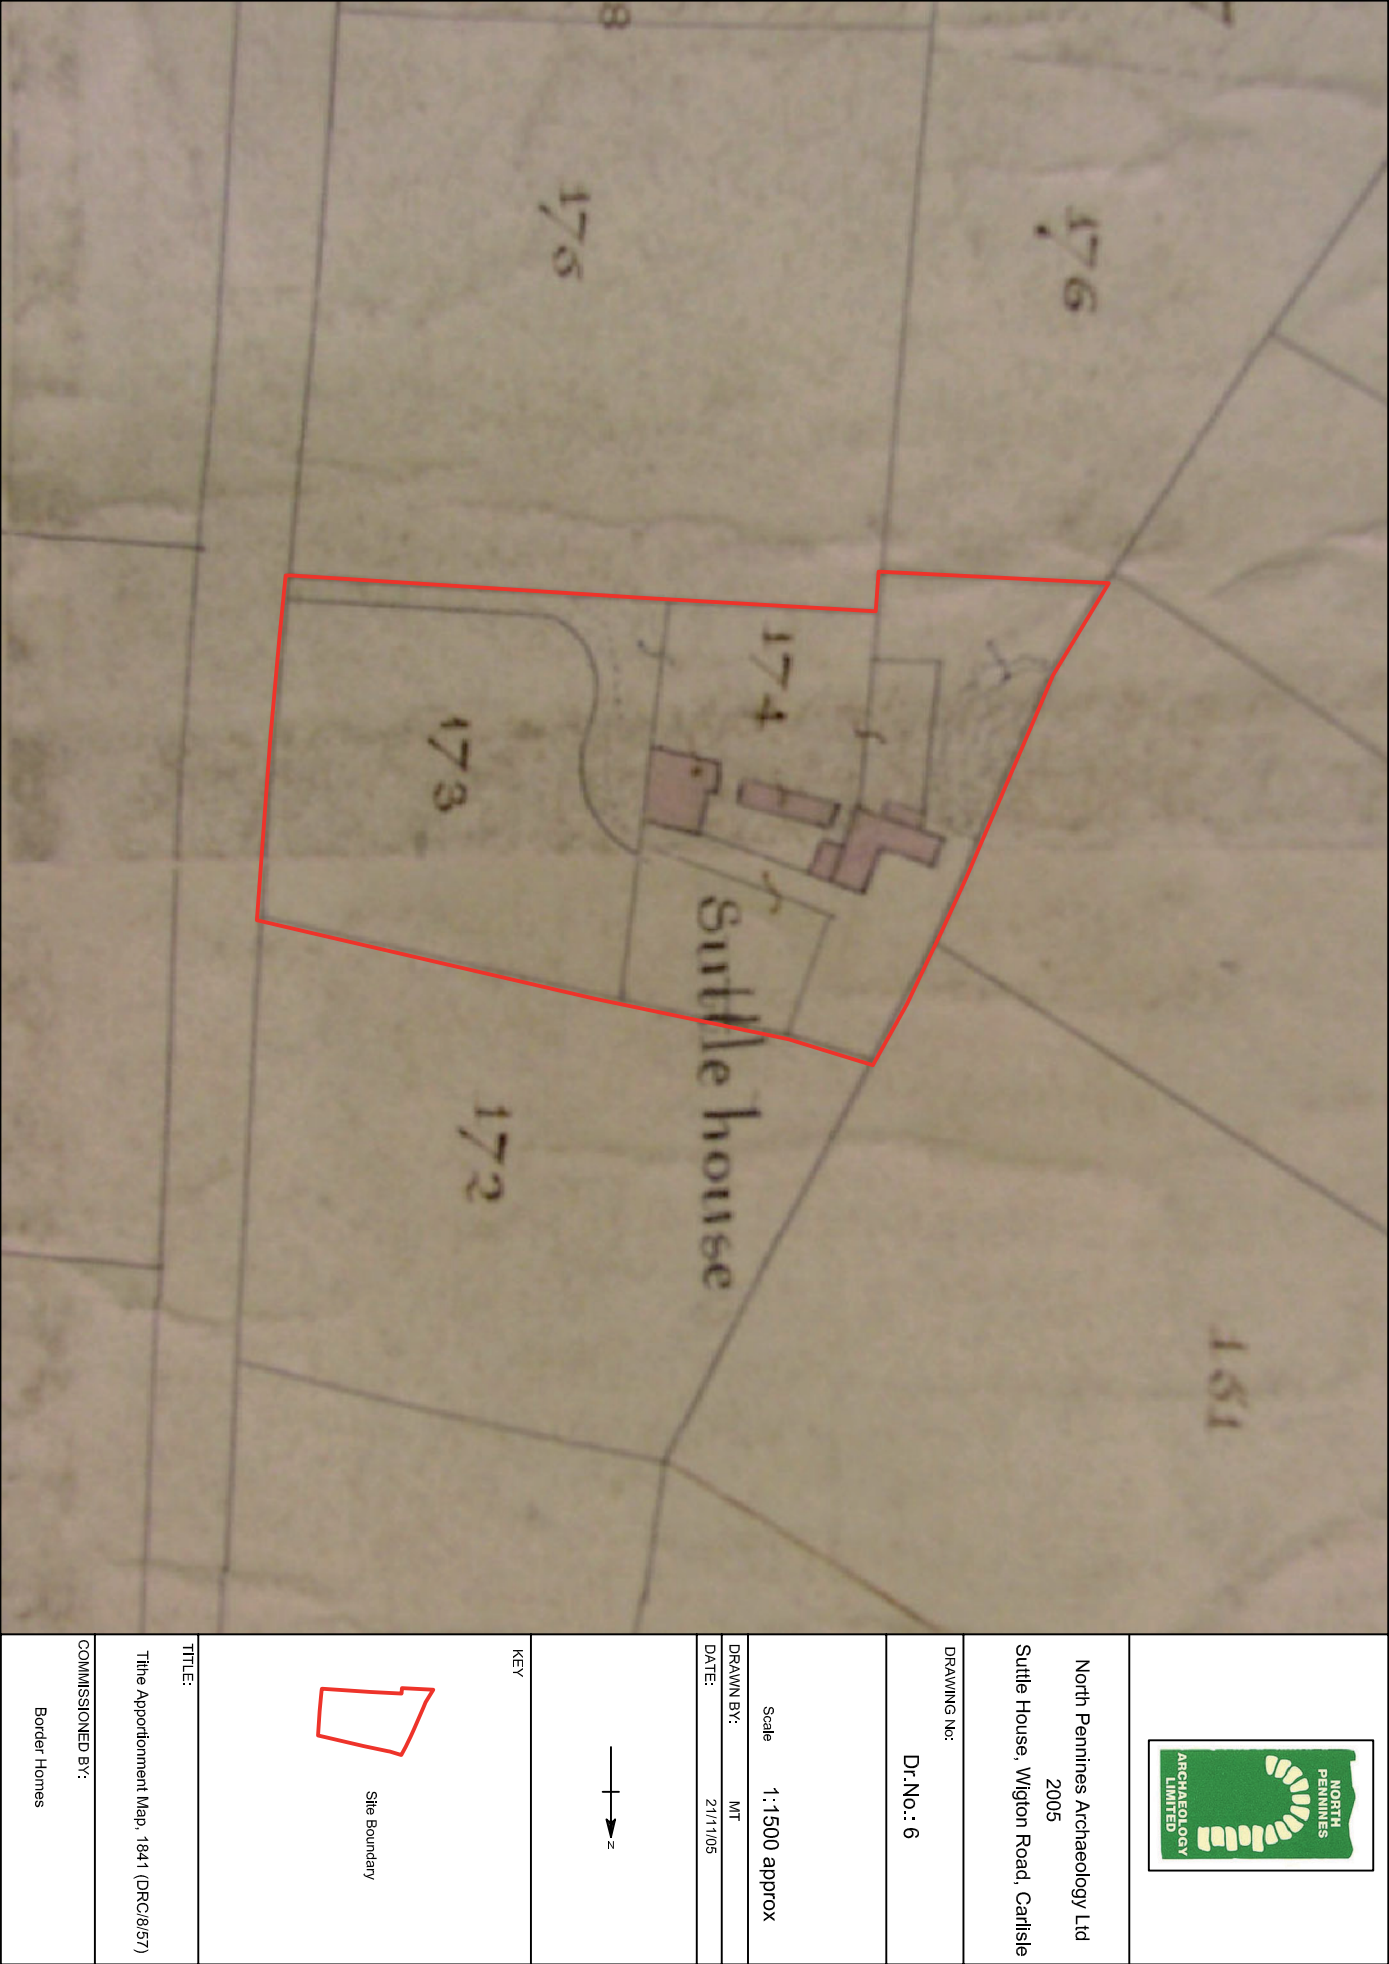 8
7
175
176
174
173
Suttle house
172
151
NORTH
PENNINES
ARCHAEOLOGY
LIMITED
North Pennines Archaeology Ltd
2005
Suttle House, Wigton Road, Carlisle
DRAWING No:
Dr.No.: 6
Scale 1:1500 approx
DRAWN BY: MT
DATE: 21/11/05
N
KEY
Site Boundary
TITLE:
Tithe Apportionment Map, 1841 (DRC/8/57)
COMMISSIONED BY:
Border Homes